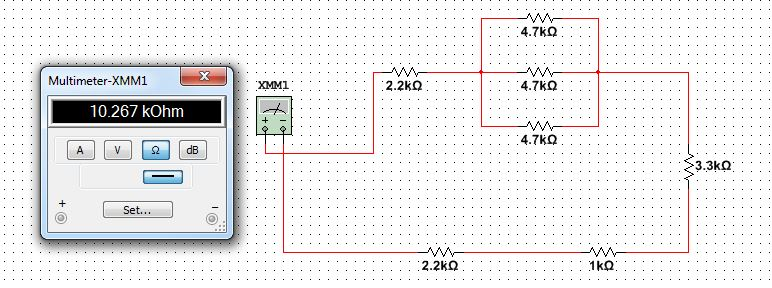 4.7kΩ
Multimeter-XMM1
XMM1
2.2kΩ
4.7kΩ
10.267 kOhm
+ −
A V Ω dB
4.7kΩ
3.3kΩ
+ −
Set...
2.2kΩ
1kΩ